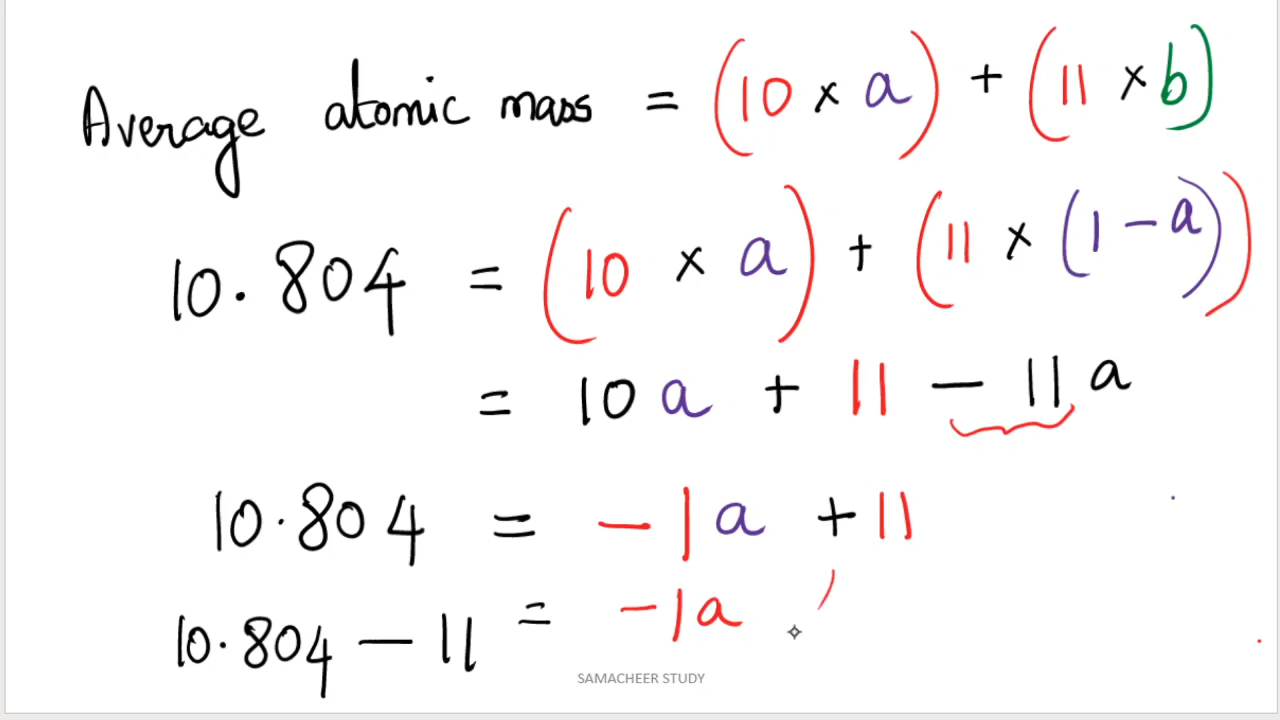 Average atomic mass = (10 × a) + (11 × b)
10.804 = (10 × a) + (11 × (1 - a))
= 10a + 11 - 11a
10.804 = -1a + 11
10.804 - 11 = -1a
SAMACHEER STUDY